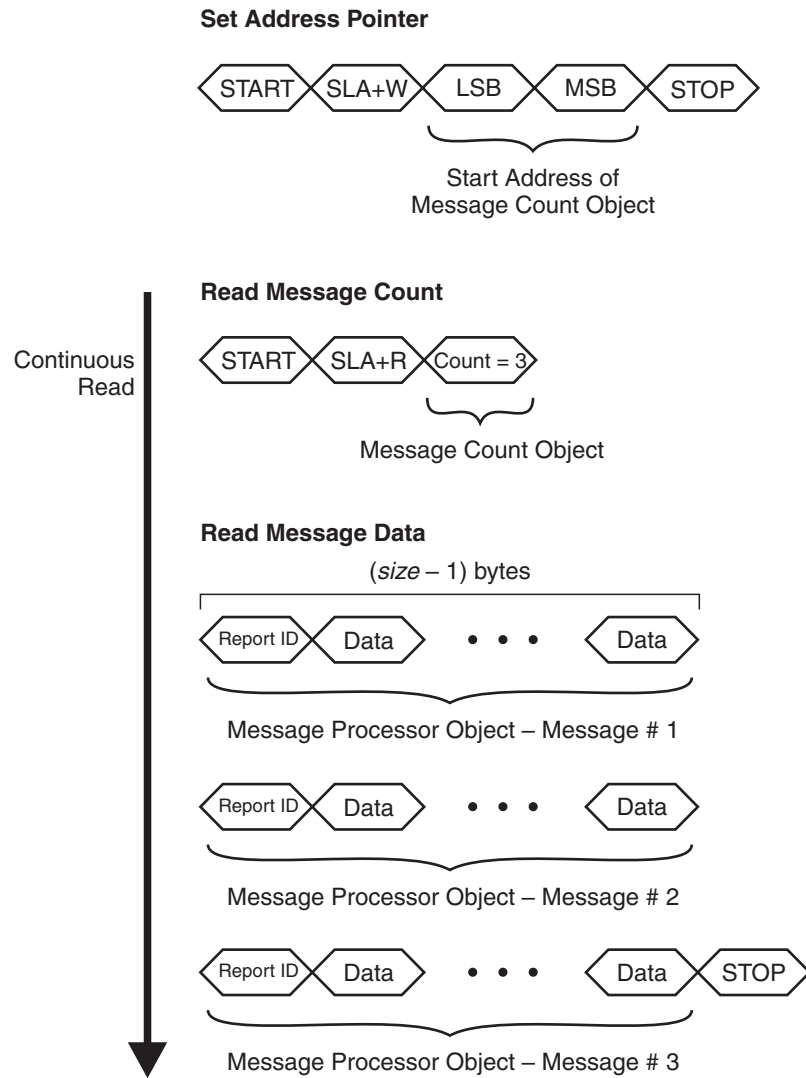 Set Address Pointer
START SLA+W LSB MSB STOP
Start Address of
Message Count Object
Read Message Count
Continuous
Read
START SLA+R Count = 3
Message Count Object
Read Message Data
(size – 1) bytes
Report ID Data • • • Data
Message Processor Object – Message # 1
Report ID Data • • • Data
Message Processor Object – Message # 2
Report ID Data • • • Data STOP
Message Processor Object – Message # 3